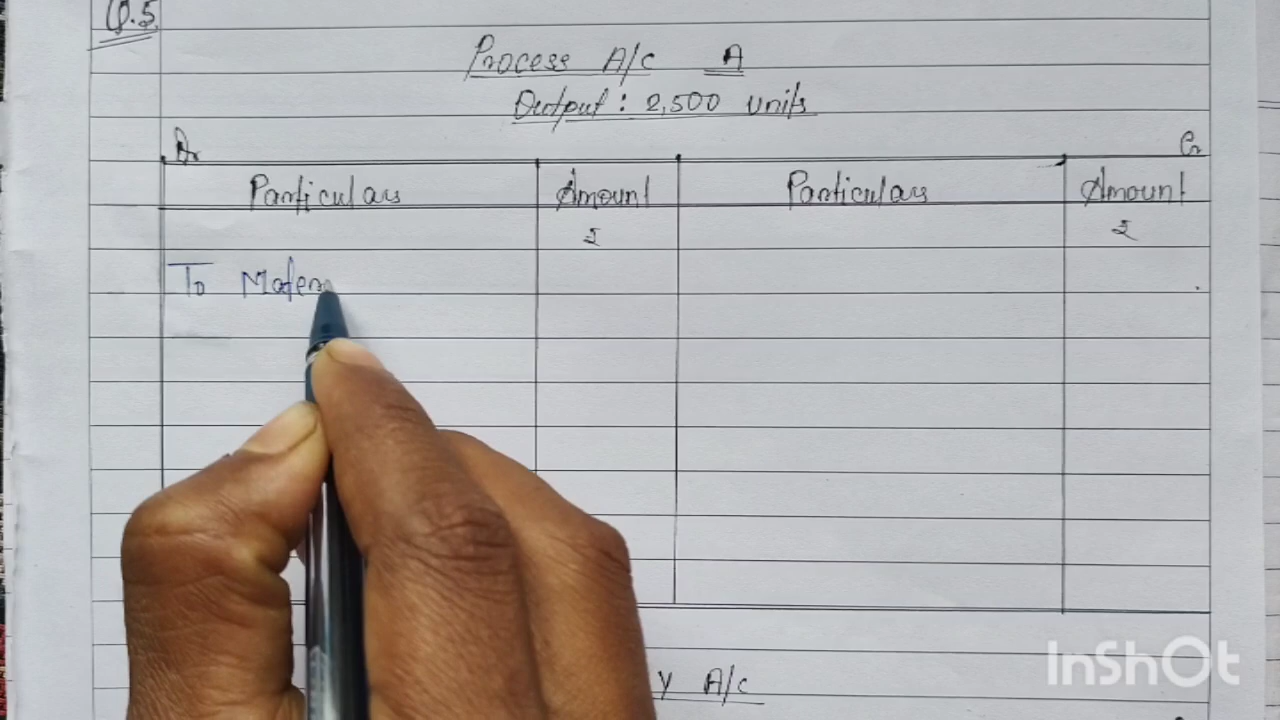 Q.5
Process A/c A
Output : 2,500 units
Dr Cr
Particulars Amount Particulars Amount
₹ ₹
To Mater
Y A/c
InShOt